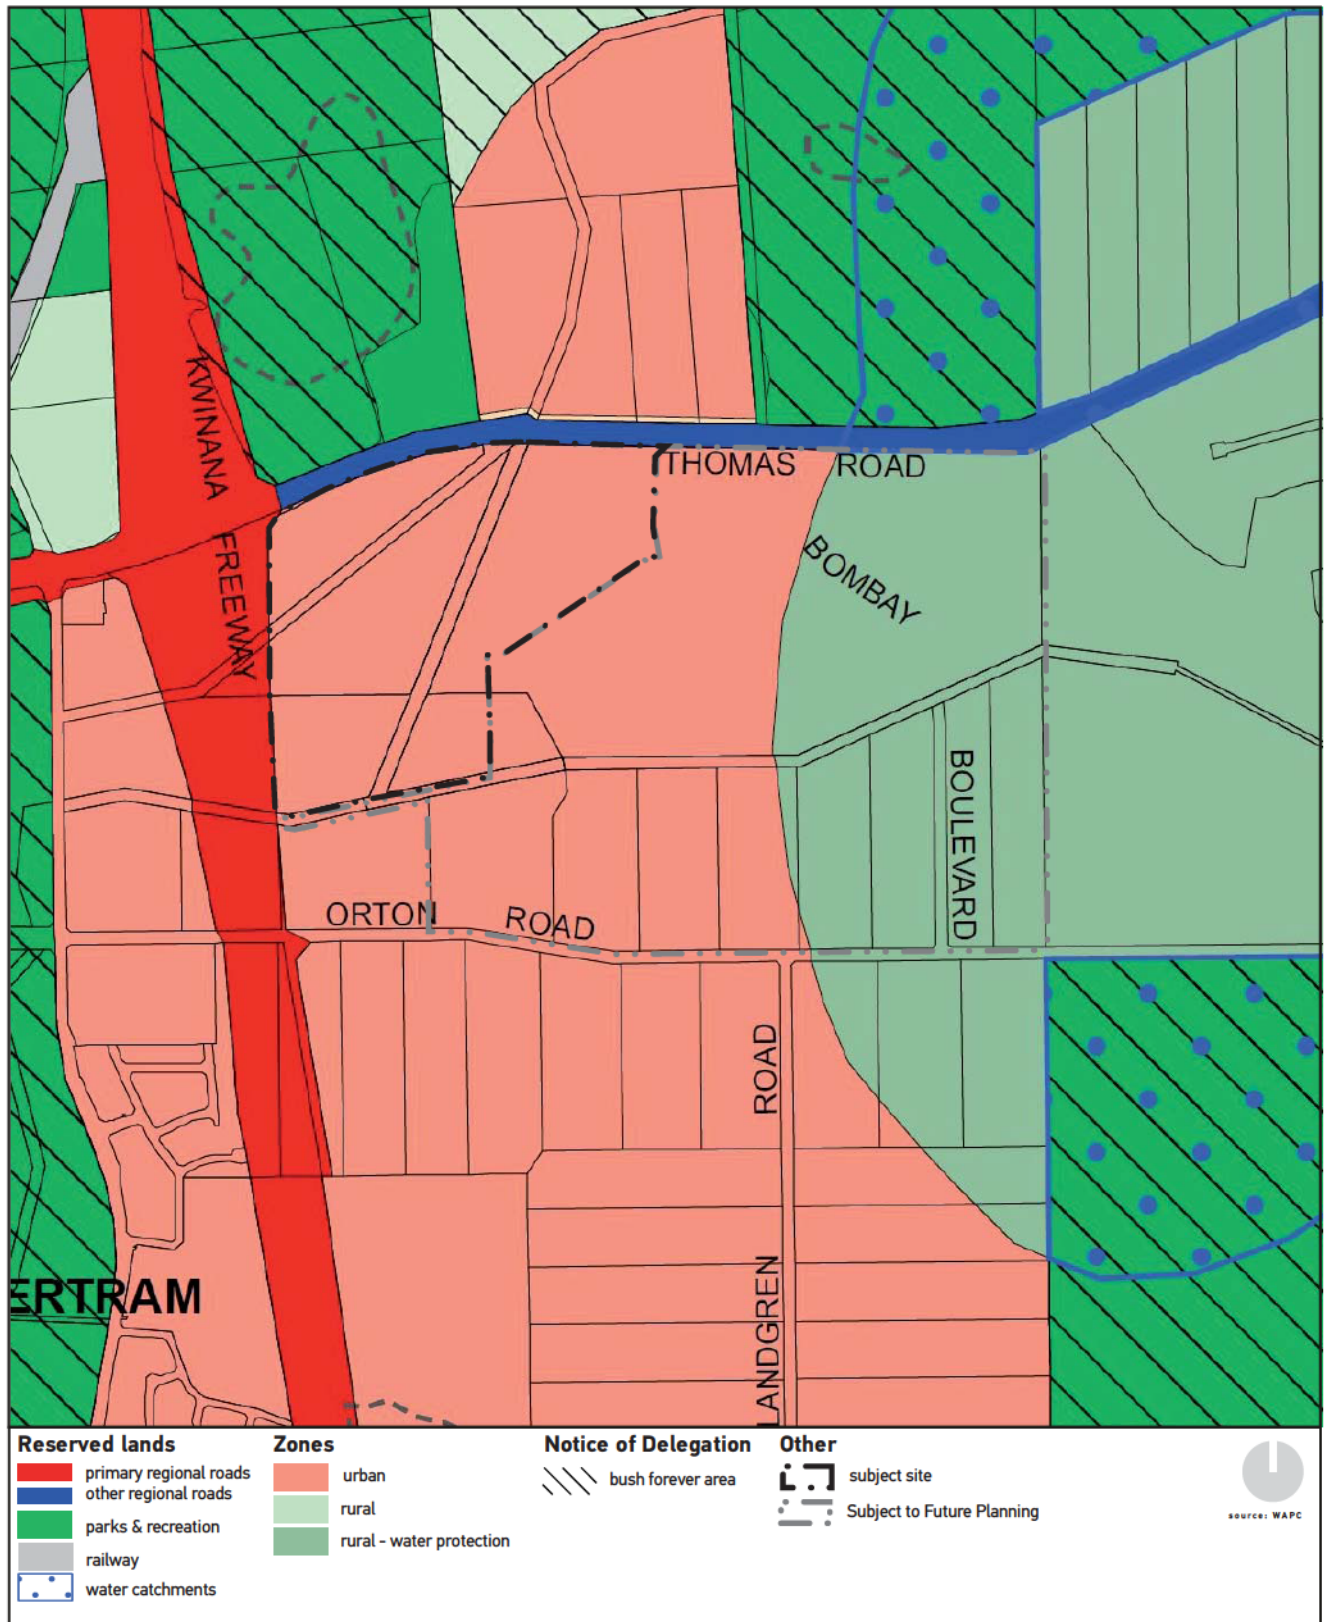 KWINANA
FREEWAY
THOMAS ROAD
BOMBAY
BOULEVARD
ORTON ROAD
ROAD
LANDGREN
ERTRAM
Reserved lands
primary regional roads
other regional roads
parks & recreation
railway
water catchments
Zones
urban
rural
rural - water protection
Notice of Delegation
bush forever area
Other
subject site
Subject to Future Planning
source: WAPC